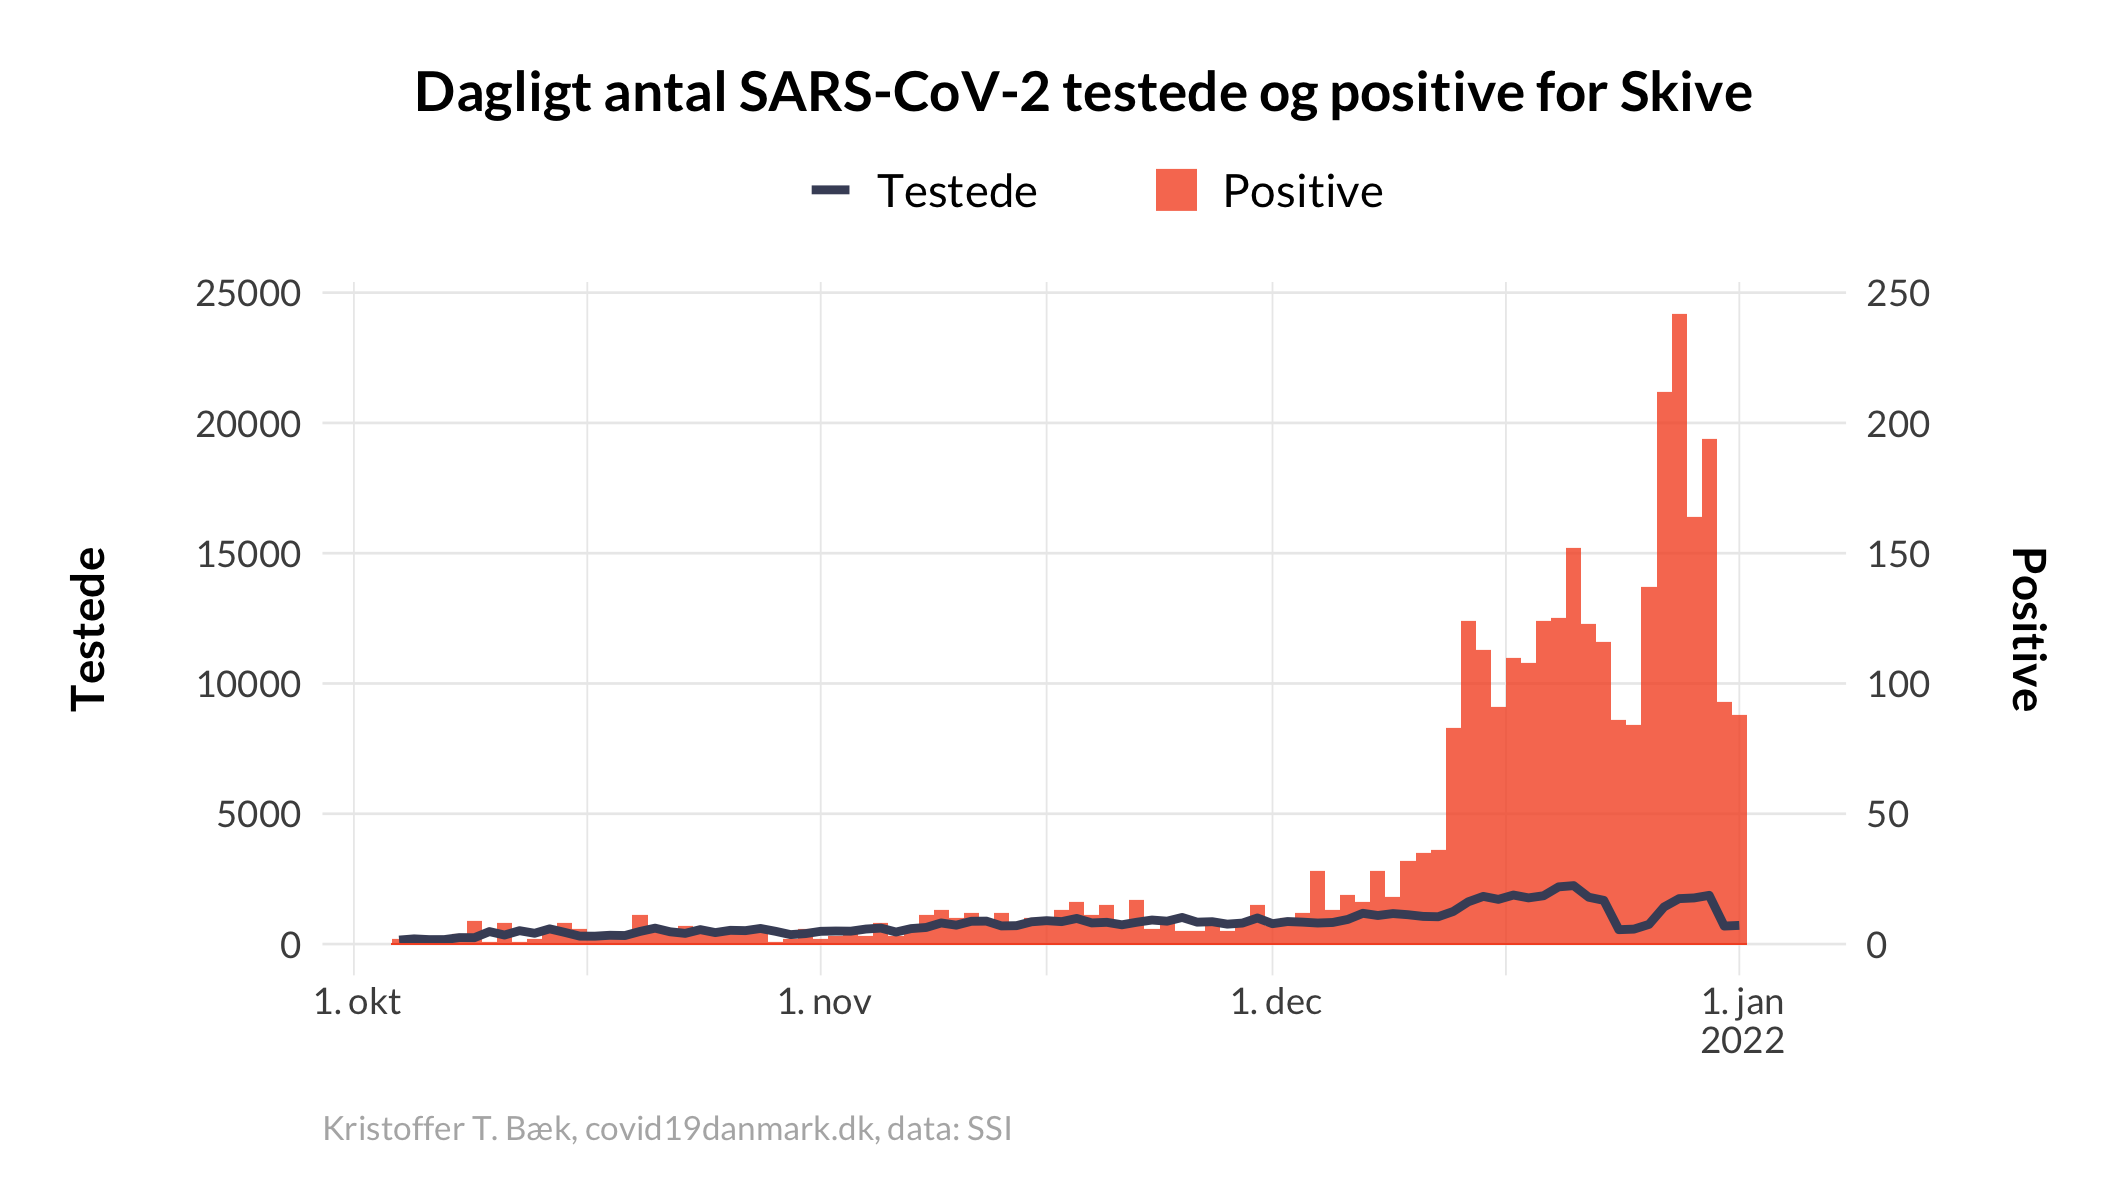 Dagligt antal SARS-CoV-2 testede og positive for Skive
Testede Positive
25000 250
20000 200
15000 150
10000 100
5000 50
0 0
Testede
Positive
1. okt 1. nov 1. dec 1. jan
2022
Kristoffer T. Bæk, covid19danmark.dk, data: SSI